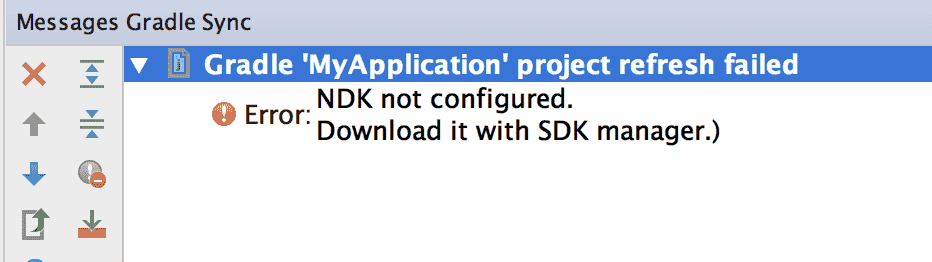 Messages Gradle Sync
Gradle 'MyApplication' project refresh failed
Error: NDK not configured.
Download it with SDK manager.)